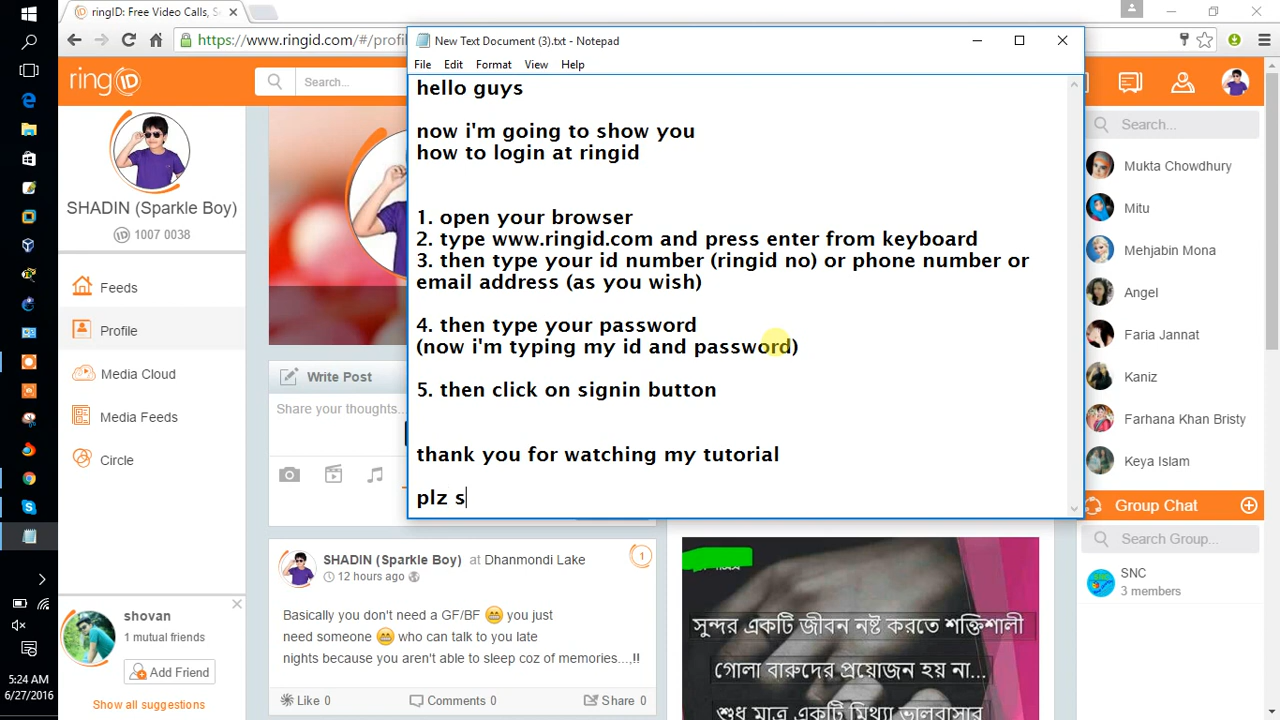 ringID: Free Video Calls, S
https://www.ringid.com/#/profi
ringID
Search...
SHADIN (Sparkle Boy)
iD 1007 0038
Feeds
Profile
Media Cloud
Media Feeds
Circle
shovan
1 mutual friends
Add Friend
Show all suggestions
5:24 AM
6/27/2016
Write Post
Share your thoughts..
SHADIN (Sparkle Boy) at Dhanmondi Lake
12 hours ago
1
Basically you don't need a GF/BF 😁 you just
need someone 😁 who can talk to you late
nights because you aren't able to sleep coz of memories...,!!
Like 0
Comments 0
Share 0
New Text Document (3).txt - Notepad
File Edit Format View Help
hello guys
now i'm going to show you
how to login at ringid
1. open your browser
2. type www.ringid.com and press enter from keyboard
3. then type your id number (ringid no) or phone number or
email address (as you wish)
4. then type your password
(now i'm typing my id and password)
5. then click on signin button
thank you for watching my tutorial
plz s
সুন্দর একটি জীবন নষ্ট করতে শক্তিশালী
গোলা বারুদের প্রয়োজন হয় না...
শুধু মাত্র একটি মিথ্যা ভালবাসার
Search...
Mukta Chowdhury
Mitu
Mehjabin Mona
Angel
Faria Jannat
Kaniz
Farhana Khan Bristy
Keya Islam
Group Chat
Search Group...
SNC
3 members